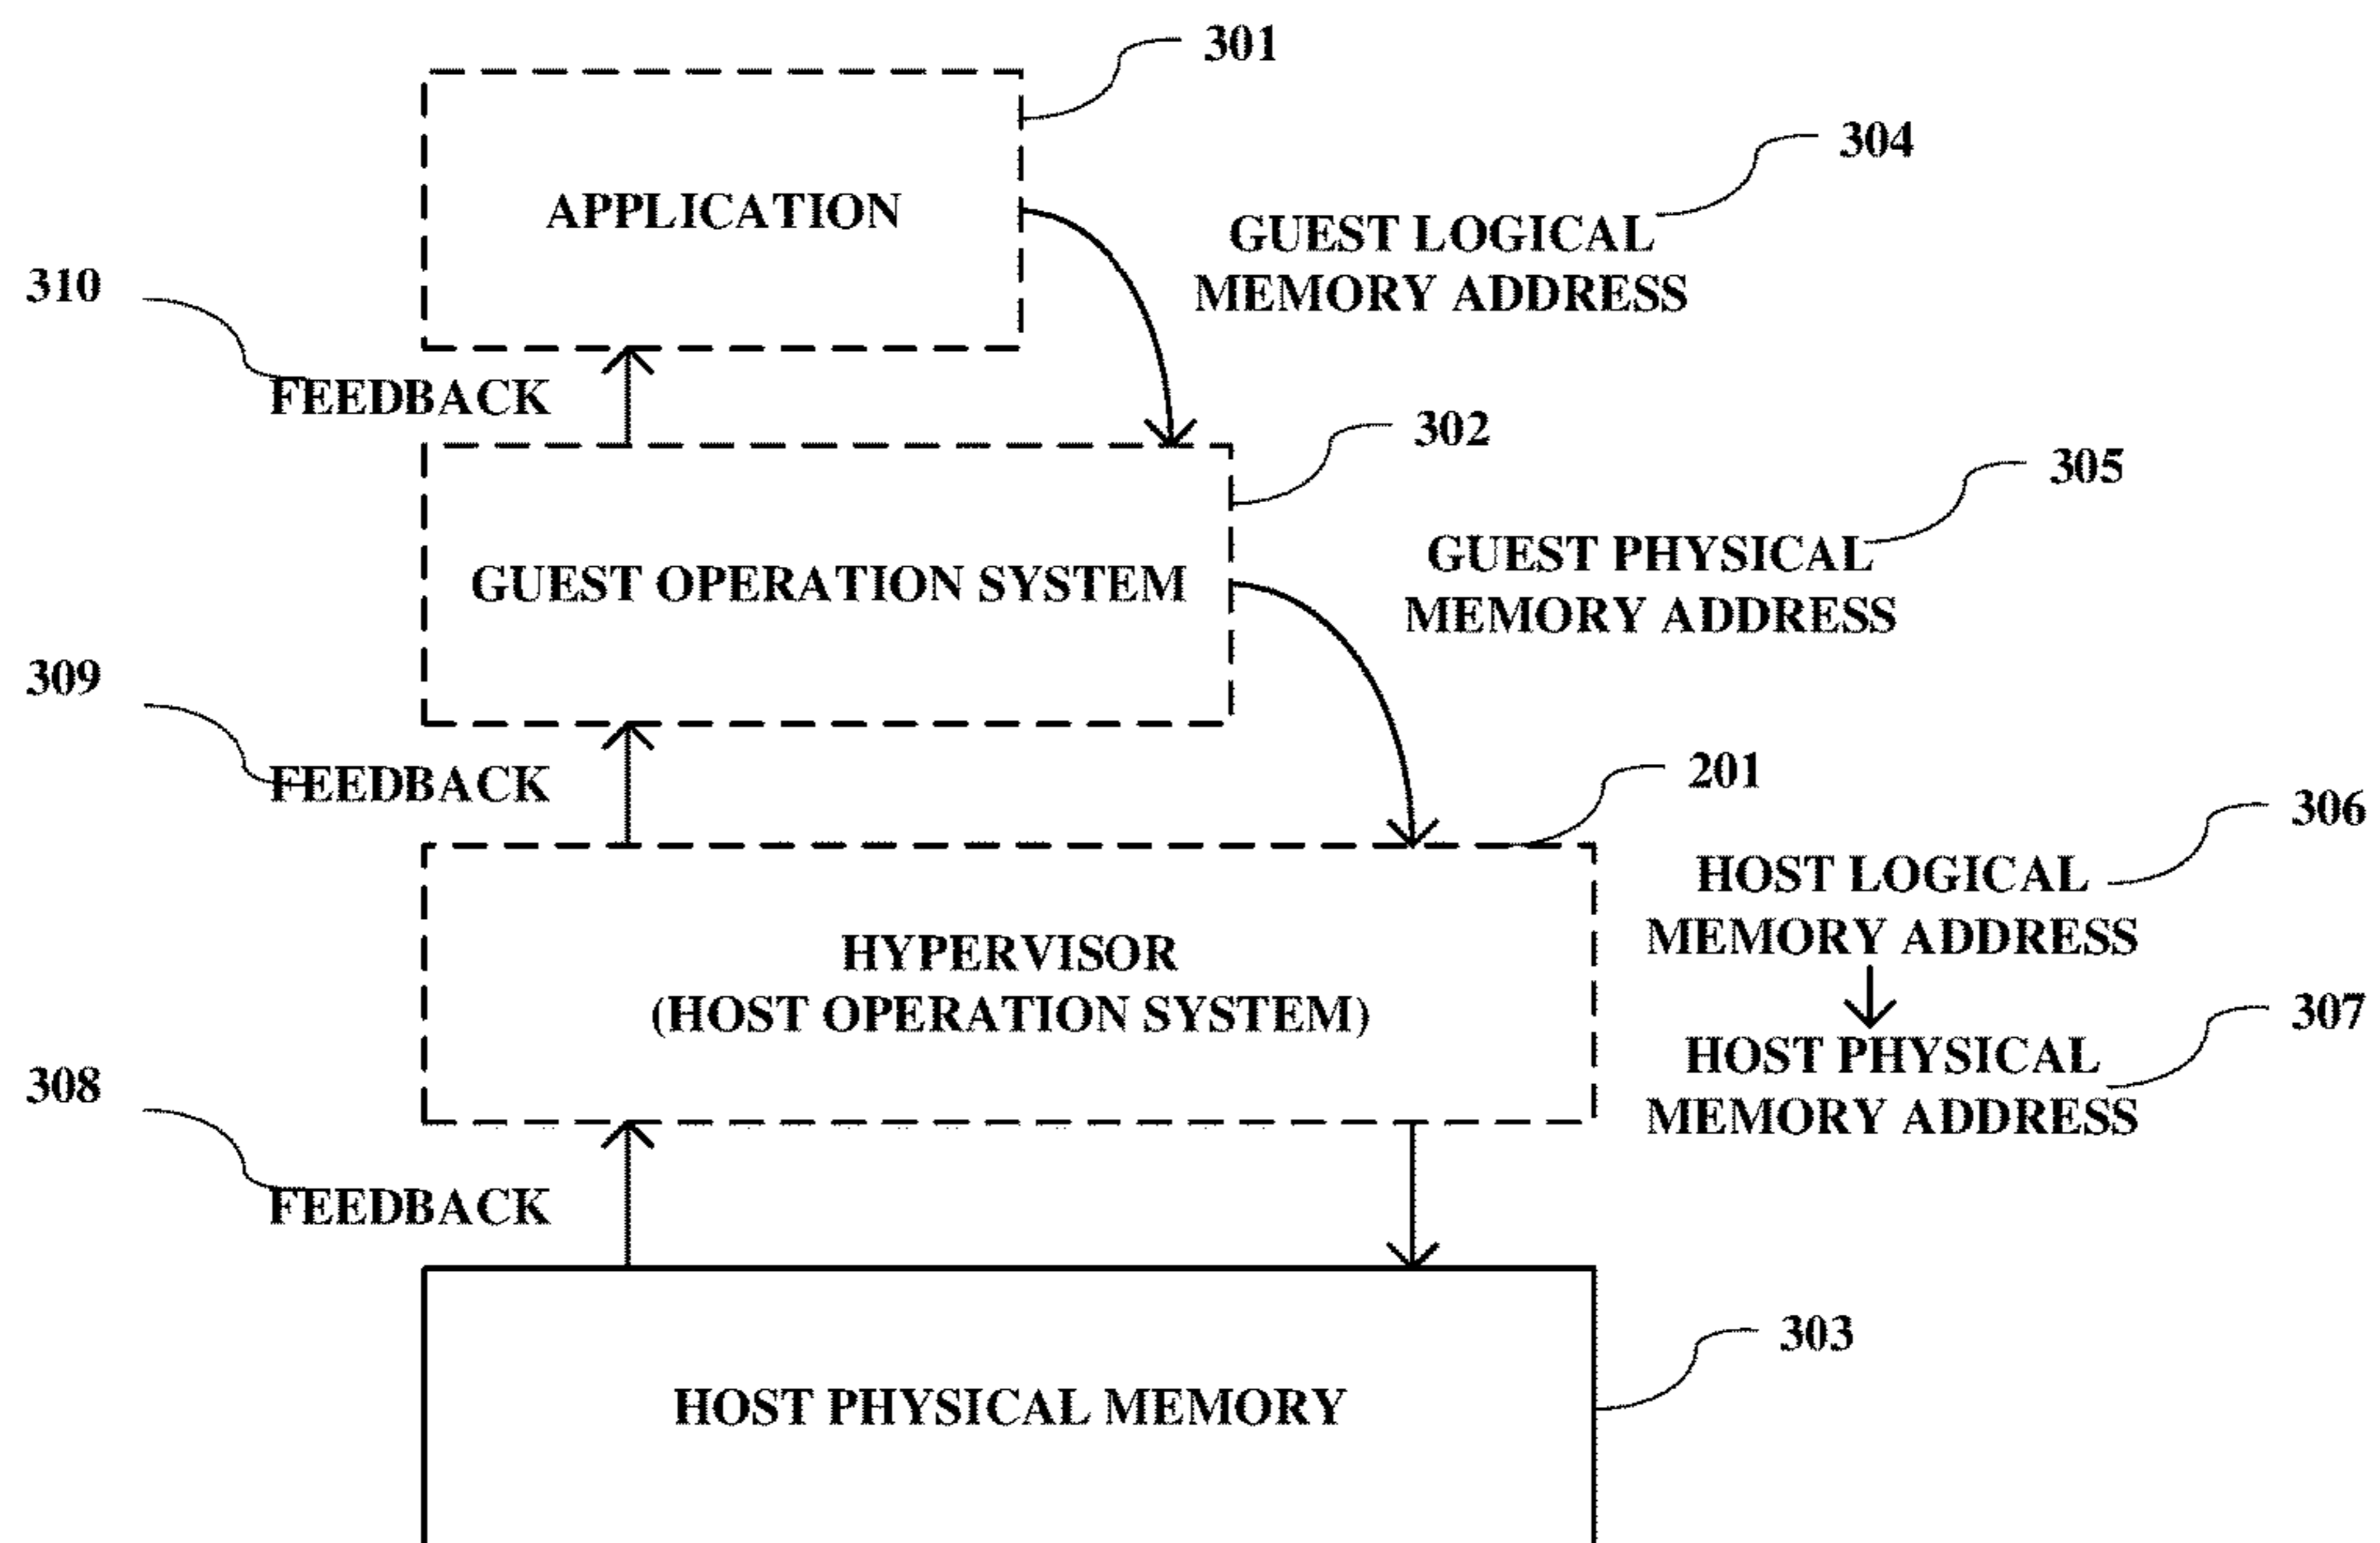 301
304
APPLICATION
GUEST LOGICAL
MEMORY ADDRESS
310
FEEDBACK
302
305
GUEST OPERATION SYSTEM
GUEST PHYSICAL
MEMORY ADDRESS
309
FEEDBACK
201
306
HOST LOGICAL
MEMORY ADDRESS
HYPERVISOR
(HOST OPERATION SYSTEM)
307
HOST PHYSICAL
MEMORY ADDRESS
308
FEEDBACK
303
HOST PHYSICAL MEMORY